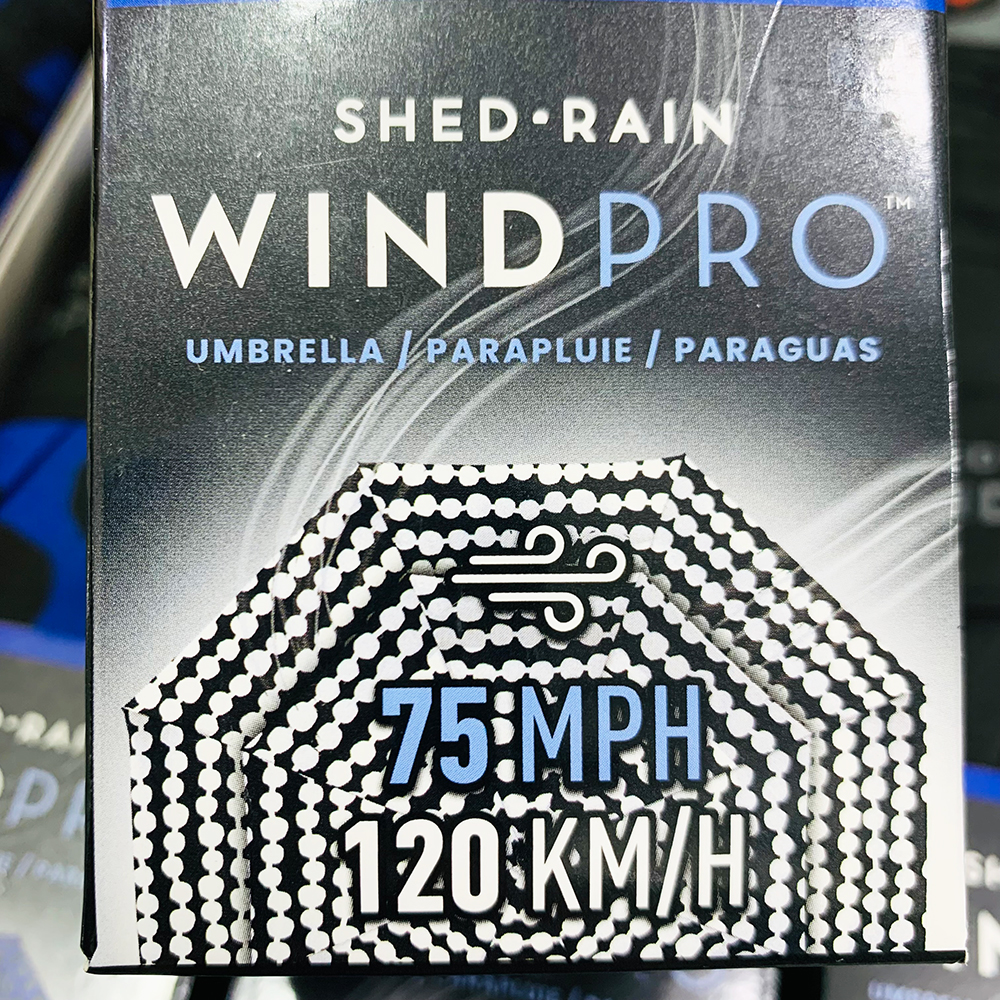 SHED•RAIN
WINDPRO™
UMBRELLA / PARAPLUIE / PARAGUAS
75 MPH
120 KM/H